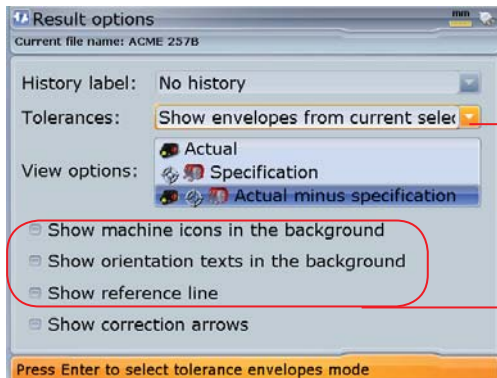 Result options
mm
Current file name: ACME 257B
History label: No history
Tolerances: Show envelopes from current selec
Actual
View options: Specification
Actual minus specification
Show machine icons in the background
Show orientation texts in the background
Show reference line
Show correction arrows
Press Enter to select tolerance envelopes mode